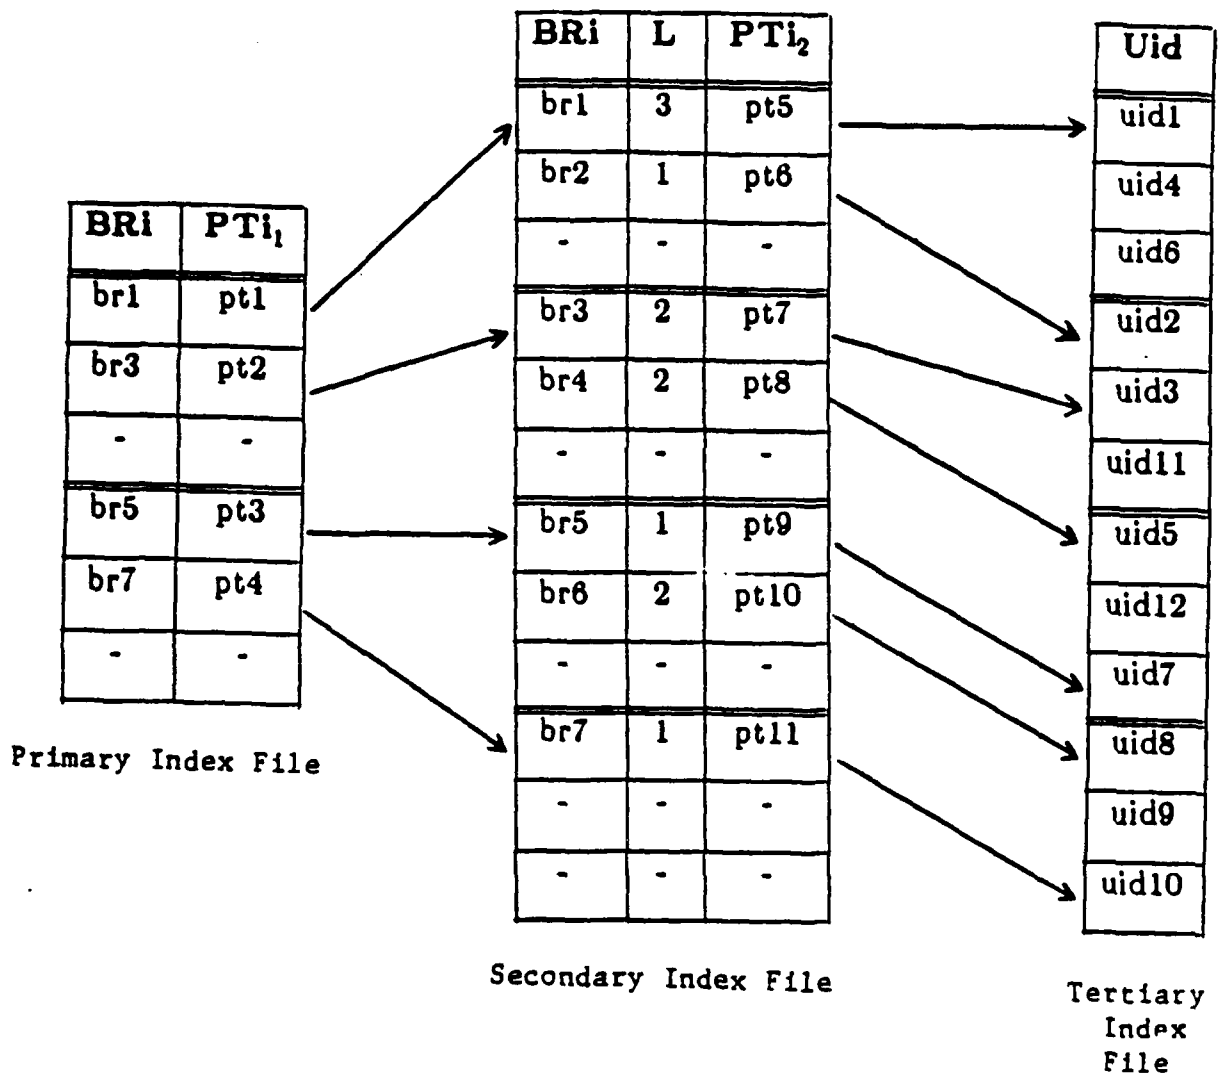 BRi PTi₁
br1 pt1
br3 pt2
- -
br5 pt3
br7 pt4
- -
Primary Index File
BRi L PTi₂
br1 3 pt5
br2 1 pt6
- - -
br3 2 pt7
br4 2 pt8
- - -
br5 1 pt9
br6 2 pt10
- - -
br7 1 pt11
- - -
- - -
Secondary Index File
Uid
uid1
uid4
uid6
uid2
uid3
uid11
uid5
uid12
uid7
uid8
uid9
uid10
Tertiary
Index
File